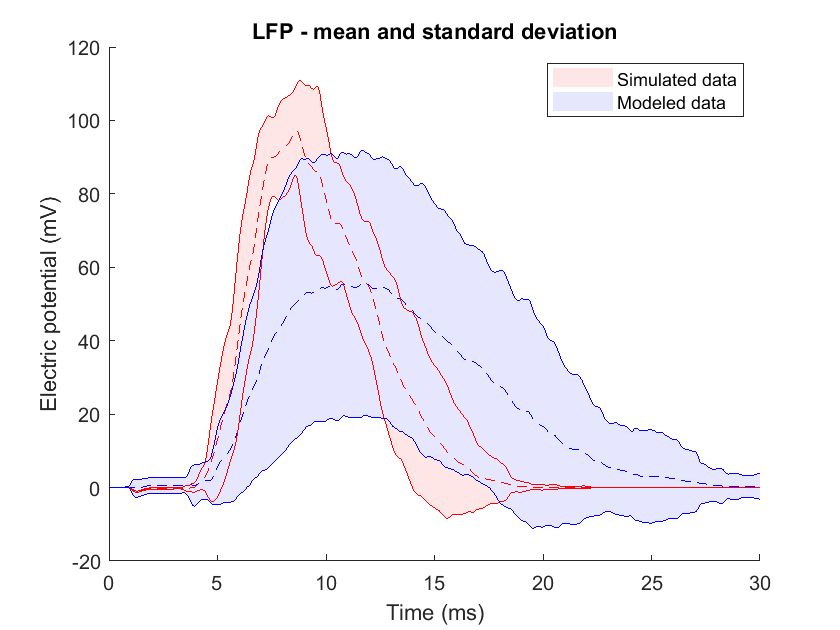 LFP - mean and standard deviation
Simulated data
Modeled data
Electric potential (mV)
120
100
80
60
40
20
0
-20
0 5 10 15 20 25 30
Time (ms)